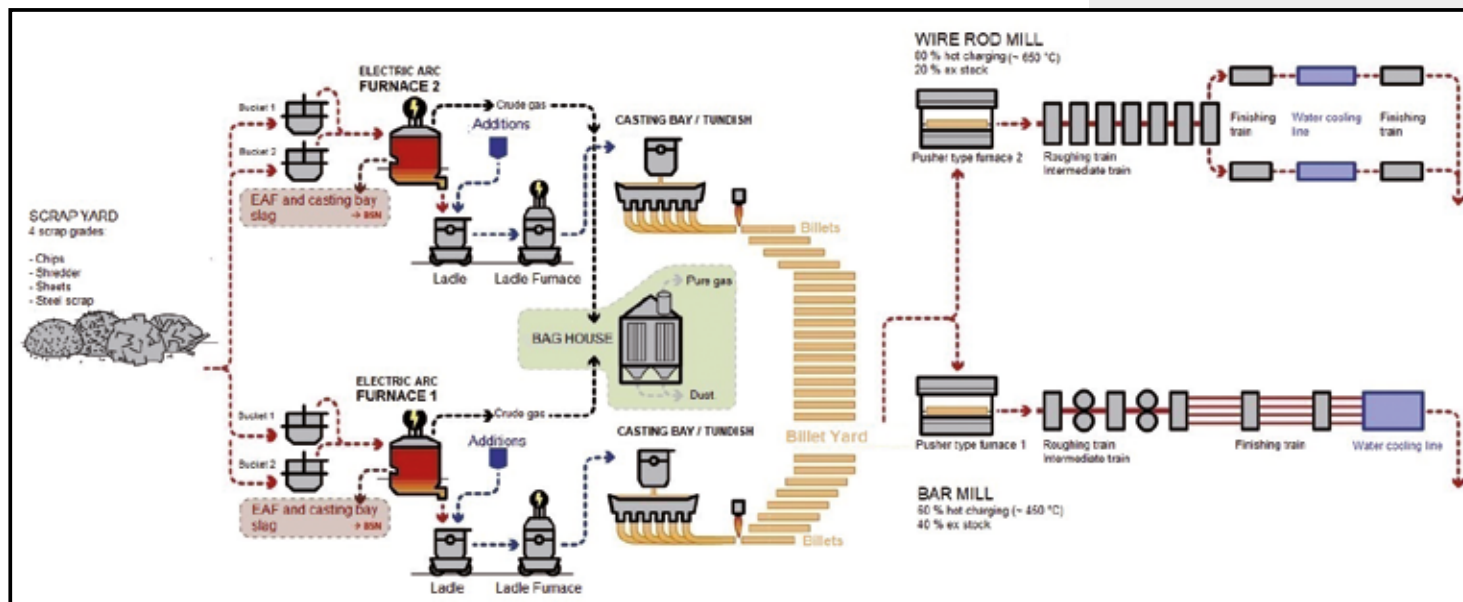 SCRAP YARD
4 scrap grades:
- Chips
- Shredder
- Sheets
- Steel scrap
ELECTRIC ARC
FURNACE 2
Bucket 1
Bucket 2
EAF and casting bay
slag
→ BSN
Crude gas
Additions
Ladle
Ladle Furnace
CASTING BAY / TUNDISH
Billets
BAG HOUSE
Pure gas
Dust
ELECTRIC ARC
FURNACE 1
Bucket 1
Bucket 2
EAF and casting bay
slag
→ BSN
Crude gas
Additions
Ladle
Ladle Furnace
CASTING BAY / TUNDISH
Billets
Billet Yard
WIRE ROD MILL
80 % hot charging (~ 650 °C)
20 % ex stock
Pusher type furnace 2
Roughing train
Intermediate train
Finishing
train
Water cooling
line
Finishing
train
Pusher type furnace 1
Roughing train
Intermediate train
Finishing train
Water cooling line
BAR MILL
60 % hot charging (~ 450 °C)
40 % ex stock